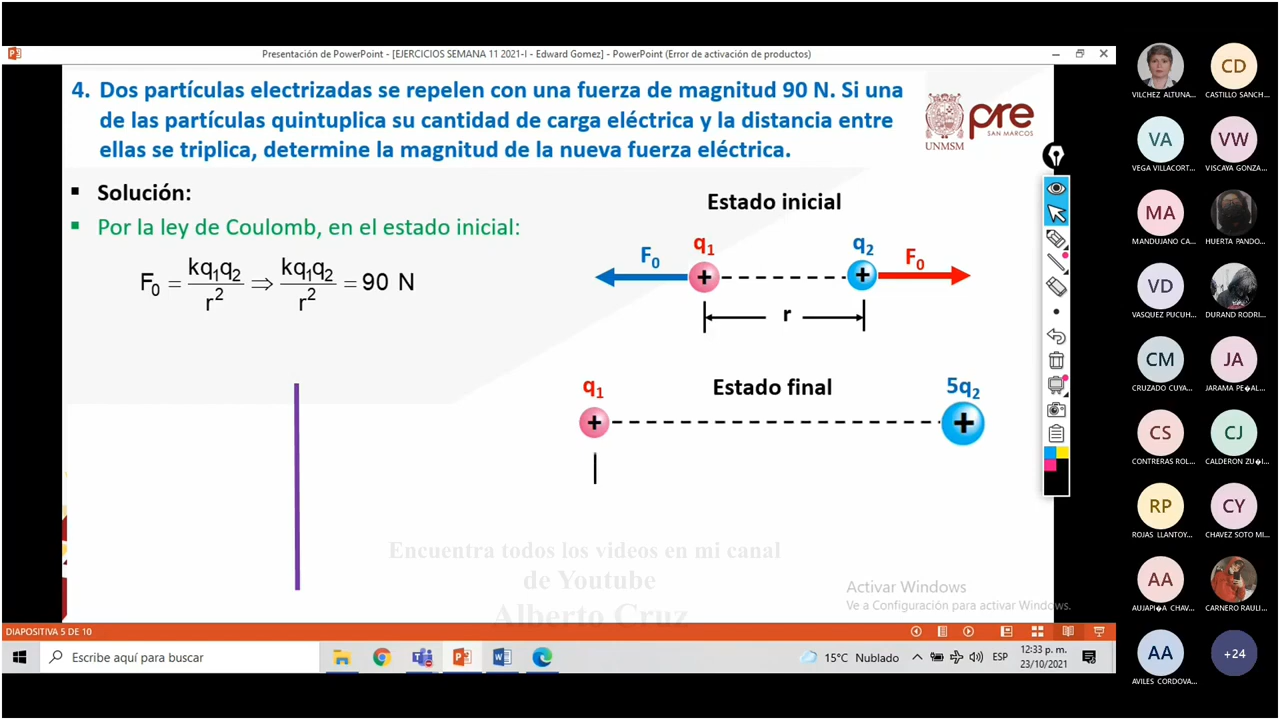 Presentación de PowerPoint - [EJERCICIOS SEMANA 11 2021-I - Edward Gomez] - PowerPoint (Error de activación de productos)
4. Dos partículas electrizadas se repelen con una fuerza de magnitud 90 N. Si una
de las partículas quintuplica su cantidad de carga eléctrica y la distancia entre
ellas se triplica, determine la magnitud de la nueva fuerza eléctrica.
UNMSM
pre
SAN MARCOS
Solución:
Por la ley de Coulomb, en el estado inicial:
F₀ = kq₁q₂ / r² ⇒ kq₁q₂ / r² = 90 N
Estado inicial
F₀ q₁ q₂ F₀
+ +
r
Estado final
q₁ 5q₂
+ +
Encuentra todos los videos en mi canal
de Youtube
Alberto Cruz
Activar Windows
Ve a Configuración para activar Windows.
DIAPOSITIVA 5 DE 10
Escribe aquí para buscar
15°C Nublado
ESP
12:33 p. m.
23/10/2021
VILCHEZ ALTUNA...
CD
CASTILLO SANCH...
VA
VEGA VILLACORT...
VW
VISCAYA GONZA...
MA
MANDUJANO CA...
HUERTA PANDO...
VD
VASQUEZ PUCUH...
DURAND RODRI...
CM
CRUZADO CUYA...
JA
JARAMA PE�AL...
CS
CONTRERAS ROL...
CJ
CALDERON ZU�I...
RP
ROJAS LLANTOY...
CY
CHAVEZ SOTO MI...
AA
AUJAPI�A CHAV...
CARNERO RAULI...
AA
AVILES CORDOVA...
+24